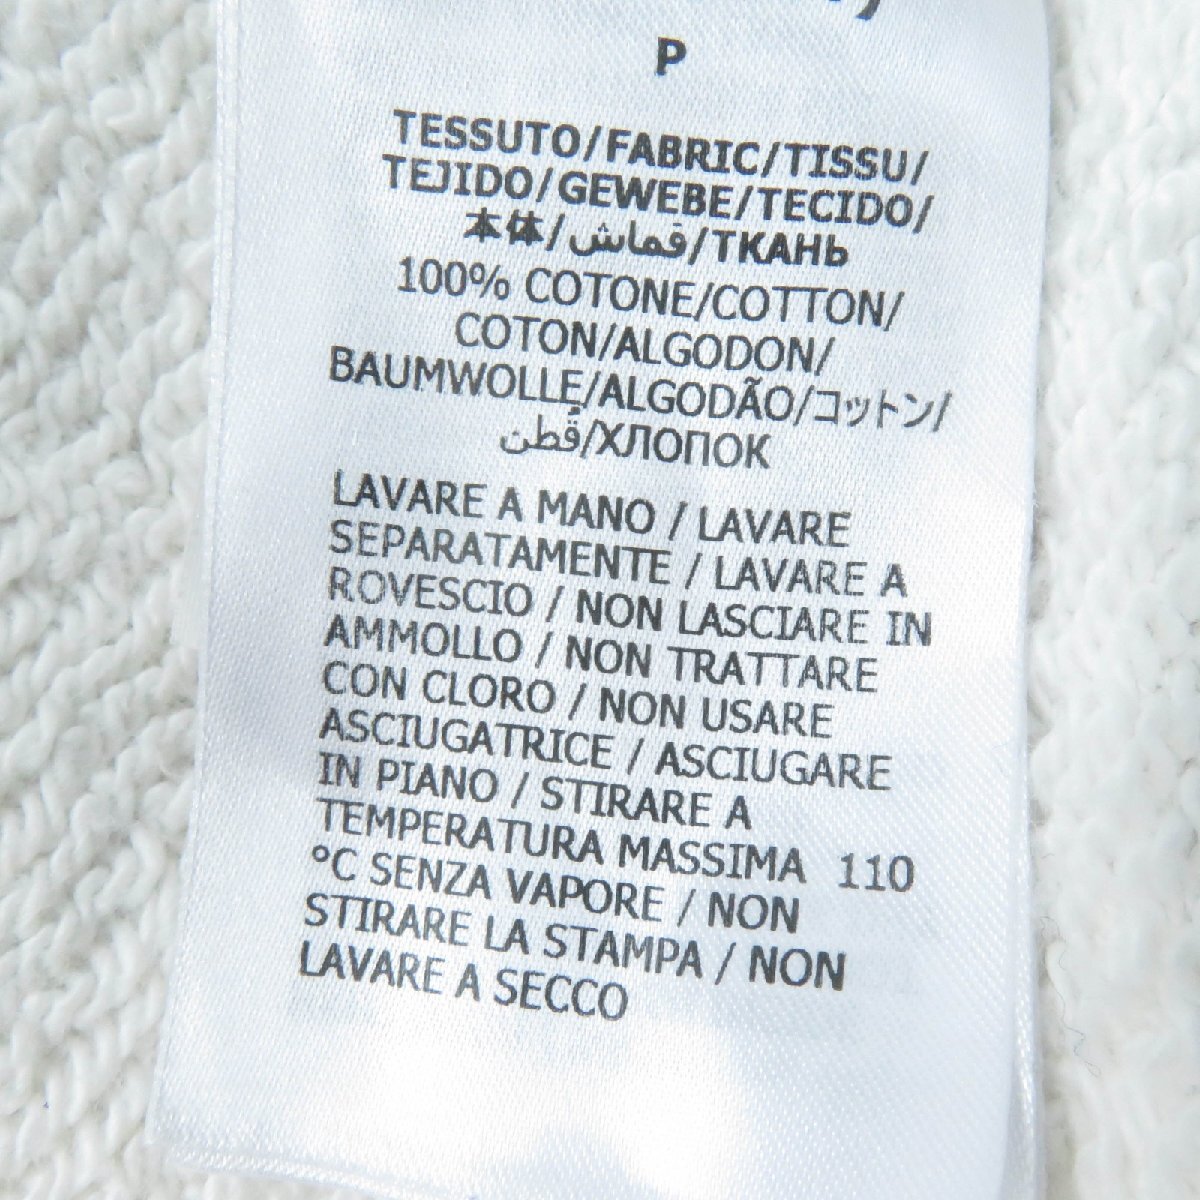 P
TESSUTO/FABRIC/TISSU/
TEJIDO/GEWEBE/TECIDO/
本体/قماش/ТКАНЬ
100% COTONE/COTTON/
COTON/ALGODON/
BAUMWOLLE/ALGODÃO/コットン/
قُطن/ХЛОПОК
LAVARE A MANO / LAVARE
SEPARATAMENTE / LAVARE A
ROVESCIO / NON LASCIARE IN
AMMOLLO / NON TRATTARE
CON CLORO / NON USARE
ASCIUGATRICE / ASCIUGARE
IN PIANO / STIRARE A
TEMPERATURA MASSIMA 110
°C SENZA VAPORE / NON
STIRARE LA STAMPA / NON
LAVARE A SECCO